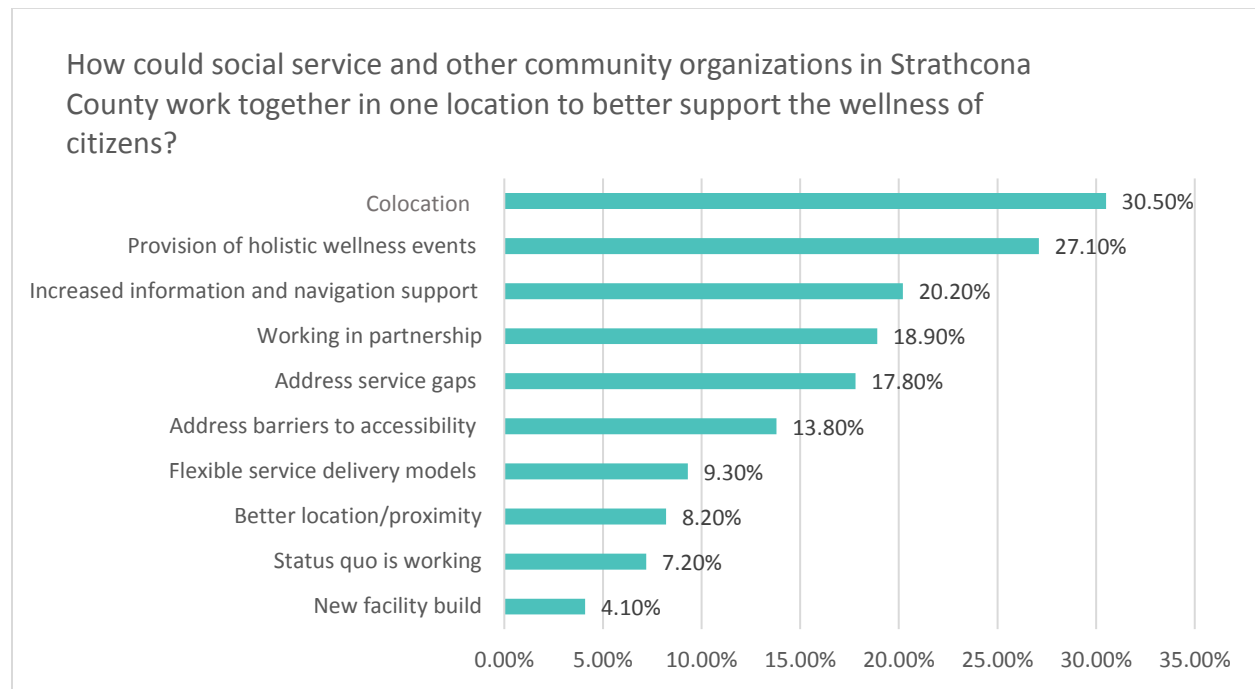 How could social service and other community organizations in Strathcona
County work together in one location to better support the wellness of
citizens?
Colocation 30.50%
Provision of holistic wellness events 27.10%
Increased information and navigation support 20.20%
Working in partnership 18.90%
Address service gaps 17.80%
Address barriers to accessibility 13.80%
Flexible service delivery models 9.30%
Better location/proximity 8.20%
Status quo is working 7.20%
New facility build 4.10%
0.00% 5.00% 10.00% 15.00% 20.00% 25.00% 30.00% 35.00%